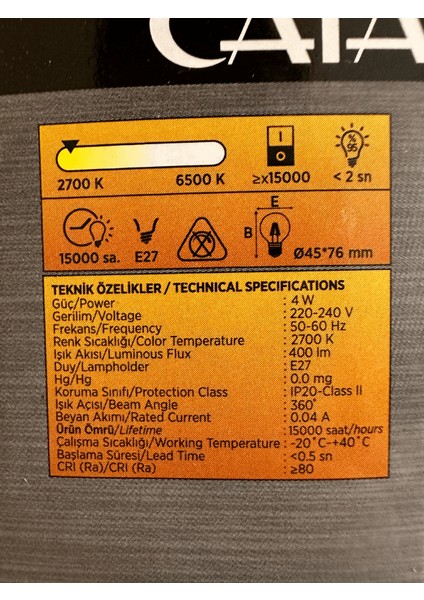 CATA
2700 K 6500 K ≥x15000 I O %95 < 2 sn
15000 sa. E27 B E Ø45*76 mm
TEKNİK ÖZELİKLER / TECHNICAL SPECIFICATIONS
Güç/Power : 4 W
Gerilim/Voltage : 220-240 V
Frekans/Frequency : 50-60 Hz
Renk Sıcaklığı/Color Temperature : 2700 K
Işık Akısı/Luminous Flux : 400 lm
Duy/Lampholder : E27
Hg/Hg : 0.0 mg
Koruma Sınıfı/Protection Class : IP20-Class II
Işık Açısı/Beam Angle : 360°
Beyan Akımı/Rated Current : 0.04 A
Ürün Ömrü/Lifetime : 15000 saat/hours
Çalışma Sıcaklığı/Working Temperature : -20˚C-+40˚C
Başlama Süresi/Lead Time : <0.5 sn
CRI (Ra)/CRI (Ra) : ≥80